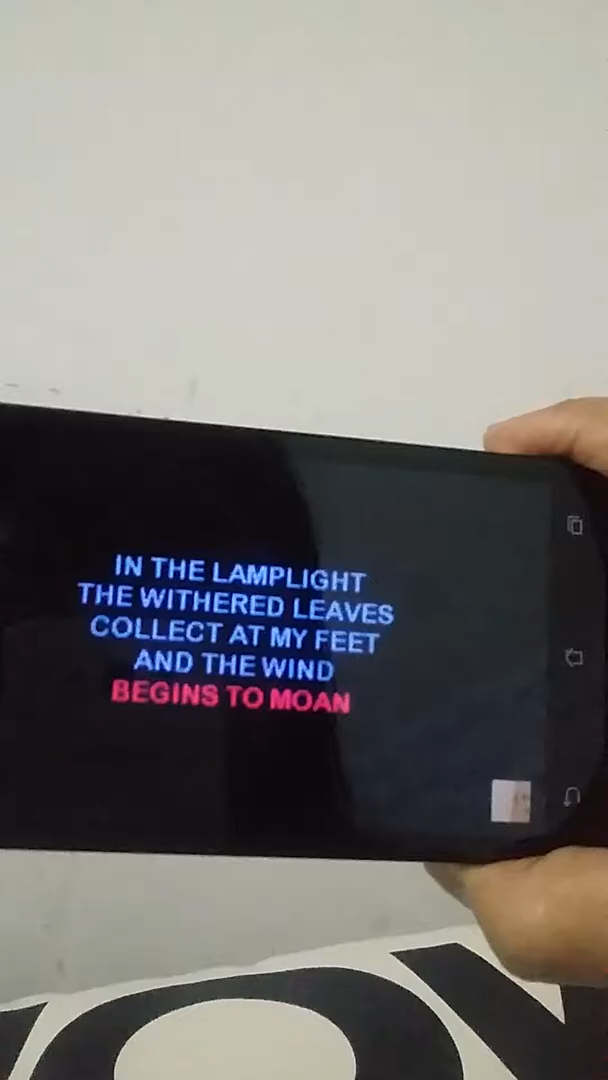 IN THE LAMPLIGHT
THE WITHERED LEAVES
COLLECT AT MY FEET
AND THE WIND
BEGINS TO MOAN